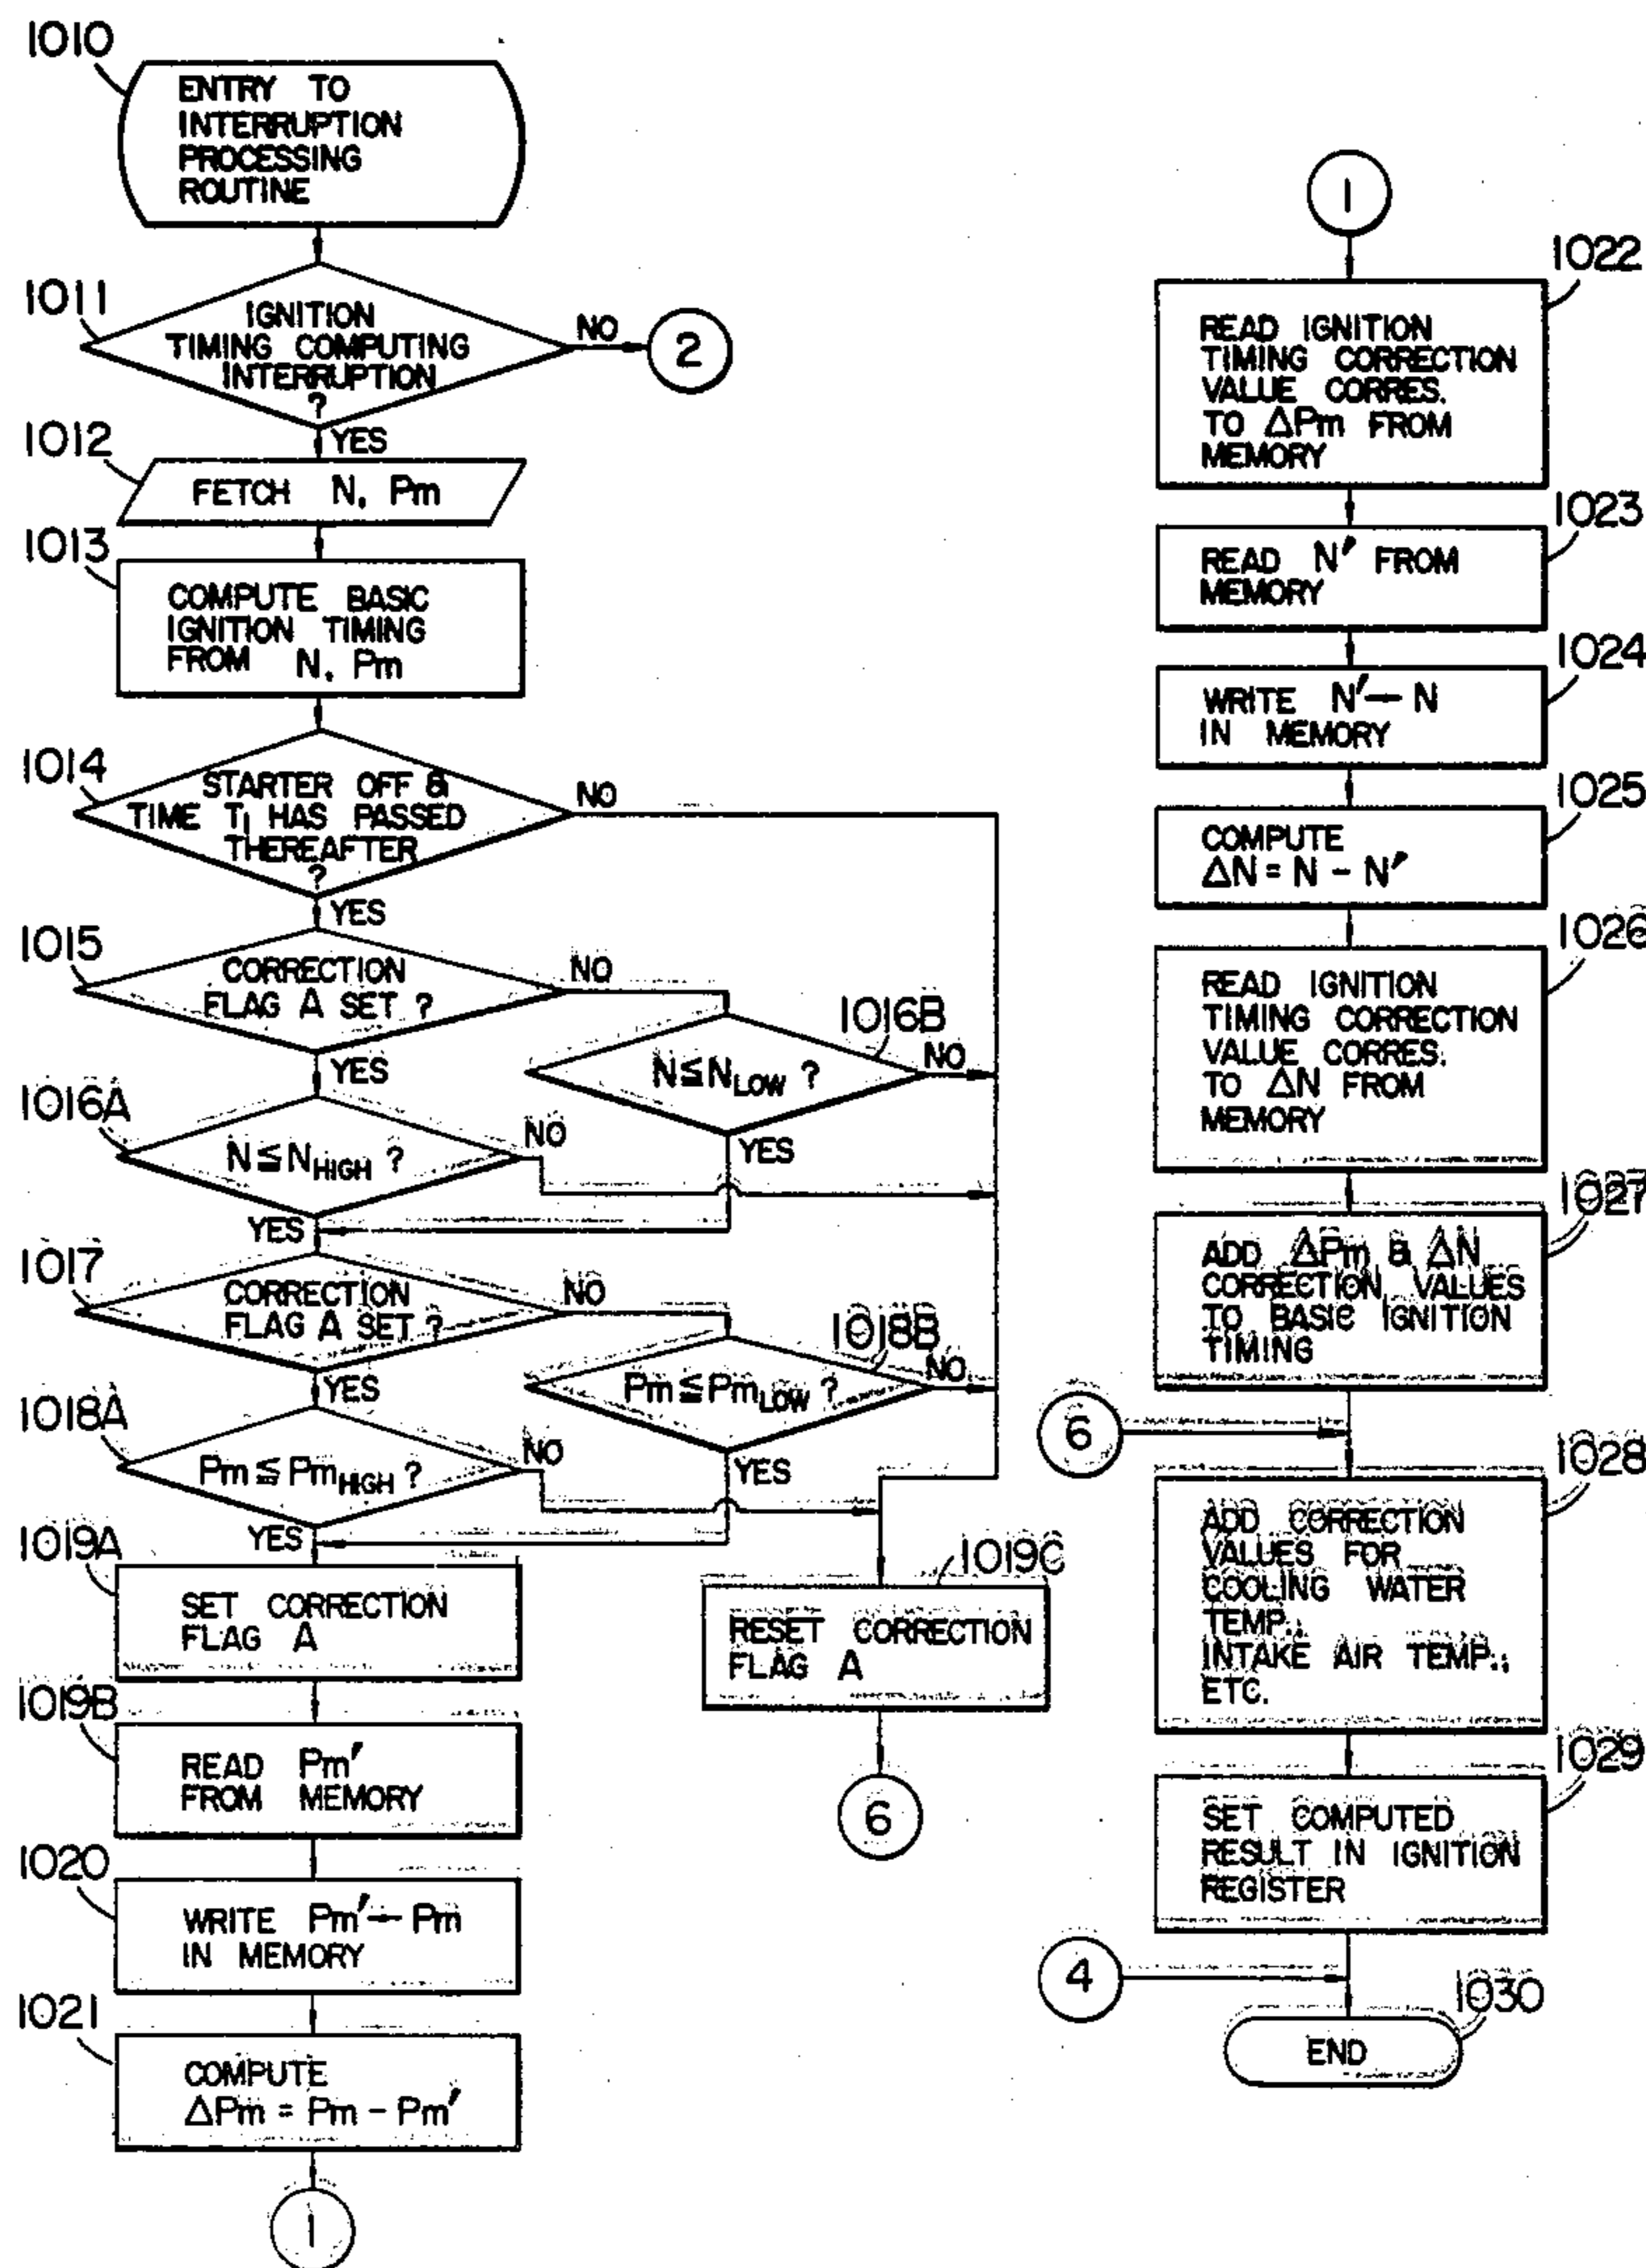 1010
ENTRY TO
INTERRUPTION
PROCESSING
ROUTINE
1011
IGNITION
TIMING COMPUTING
INTERRUPTION
?
NO
2
YES
1012
FETCH N, Pm
1013
COMPUTE BASIC
IGNITION TIMING
FROM N, Pm
1014
STARTER OFF &
TIME T1 HAS PASSED
THEREAFTER
?
NO
YES
1015
CORRECTION
FLAG A SET ?
NO
YES
1016B
N≦NLOW ?
NO
YES
1016A
N≦NHIGH ?
NO
YES
1017
CORRECTION
FLAG A SET ?
NO
YES
1018B
Pm≦PmLOW ?
NO
YES
1018A
Pm≦PmHIGH ?
NO
YES
1019A
SET CORRECTION
FLAG A
1019C
RESET CORRECTION
FLAG A
6
1019B
READ Pm'
FROM MEMORY
1020
WRITE Pm'←Pm
IN MEMORY
1021
COMPUTE
ΔPm = Pm - Pm'
1
1
1022
READ IGNITION
TIMING CORRECTION
VALUE CORRES.
TO ΔPm FROM
MEMORY
1023
READ N' FROM
MEMORY
1024
WRITE N'←N
IN MEMORY
1025
COMPUTE
ΔN = N - N'
1026
READ IGNITION
TIMING CORRECTION
VALUE CORRES.
TO ΔN FROM
MEMORY
1027
ADD ΔPm & ΔN
CORRECTION VALUES
TO BASIC IGNITION
TIMING
6
1028
ADD CORRECTION
VALUES FOR
COOLING WATER
TEMP.,
INTAKE AIR TEMP.,
ETC.
1029
SET COMPUTED
RESULT IN IGNITION
REGISTER
4
1030
END